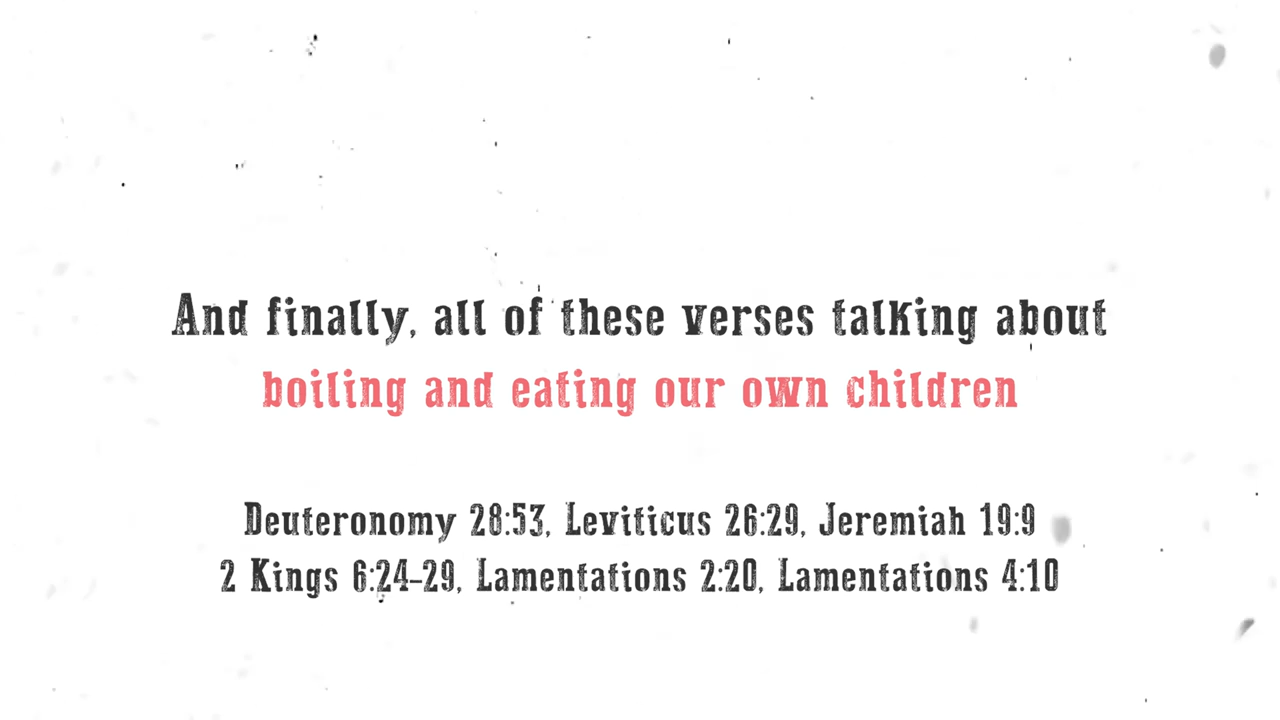 And finally, all of these verses talking about
boiling and eating our own children
Deuteronomy 28:53, Leviticus 26:29, Jeremiah 19:9
2 Kings 6:24-29, Lamentations 2:20, Lamentations 4:10